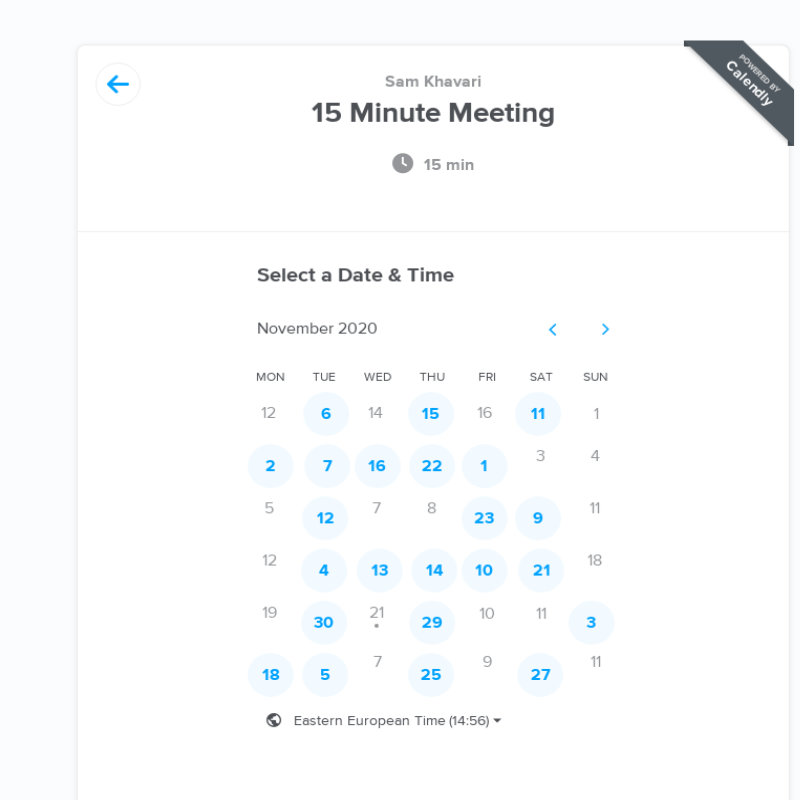 POWERED BY
Calendly
Sam Khavari
15 Minute Meeting
15 min
Select a Date & Time
November 2020
MON TUE WED THU FRI SAT SUN
12 6 14 15 16 11 1
2 7 16 22 1 3 4
5 12 7 8 23 9 11
12 4 13 14 10 21 18
19 30 21 29 10 11 3
18 5 7 25 9 27 11
Eastern European Time (14:56)